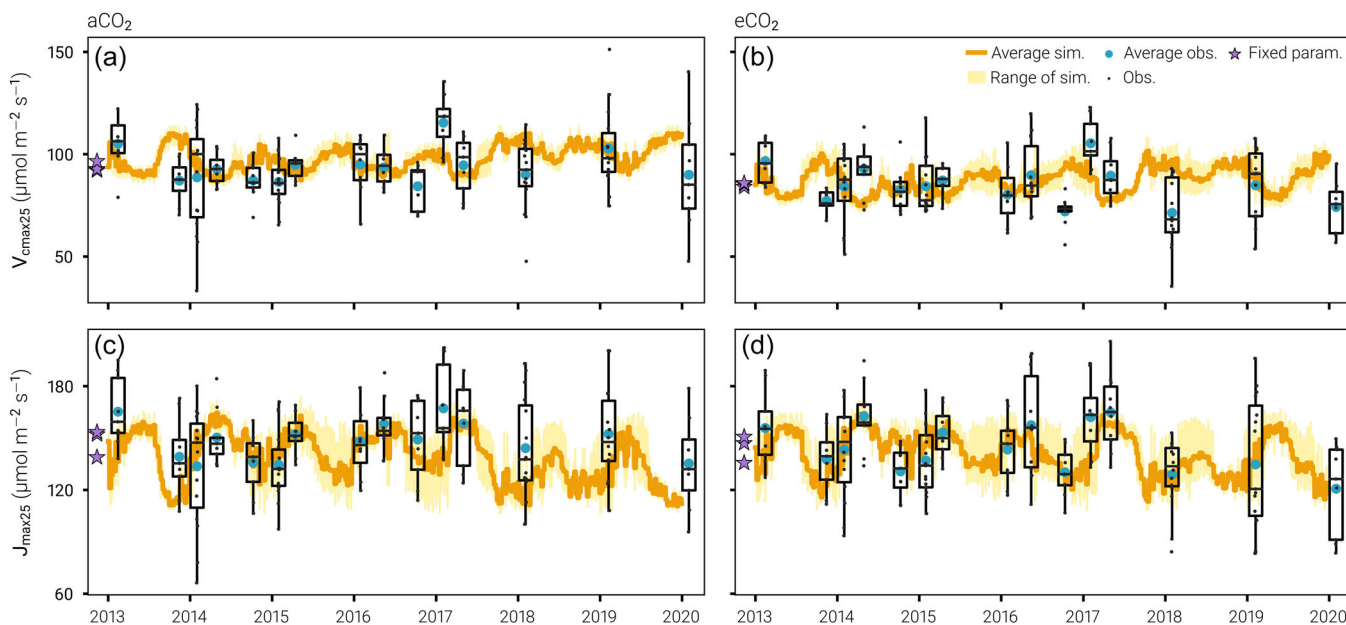 aCO₂
eCO₂
(a)
(b)
Average sim.
Average obs.
Fixed param.
Range of sim.
Obs.
150
100
50
V꜀ₘₐₓ₂₅ (µmol m⁻² s⁻¹)
(c)
(d)
180
120
60
Jₘₐₓ₂₅ (µmol m⁻² s⁻¹)
2013 2014 2015 2016 2017 2018 2019 2020
2013 2014 2015 2016 2017 2018 2019 2020